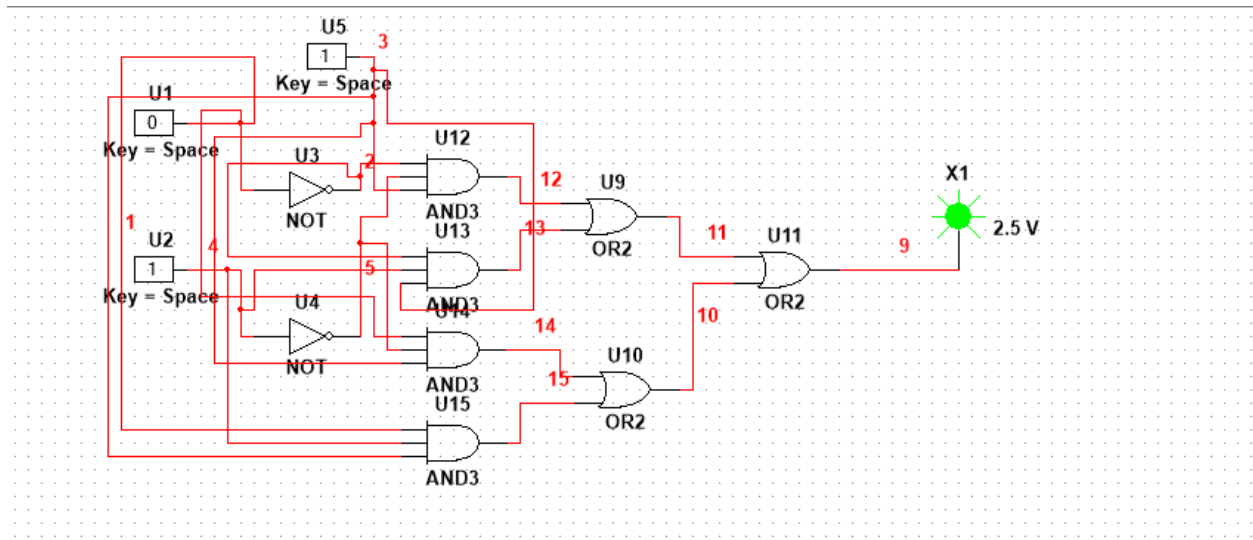 U5
3
1
Key = Space
U1
0
Key = Space
U12
U3
2
AND3
NOT
12
U9
OR2
X1
2.5 V
1
U2
1
Key = Space
4
U13
5
13
AND3
11
U11
OR2
9
U4
NOT
U14
14
10
AND3
15
U10
OR2
U15
AND3